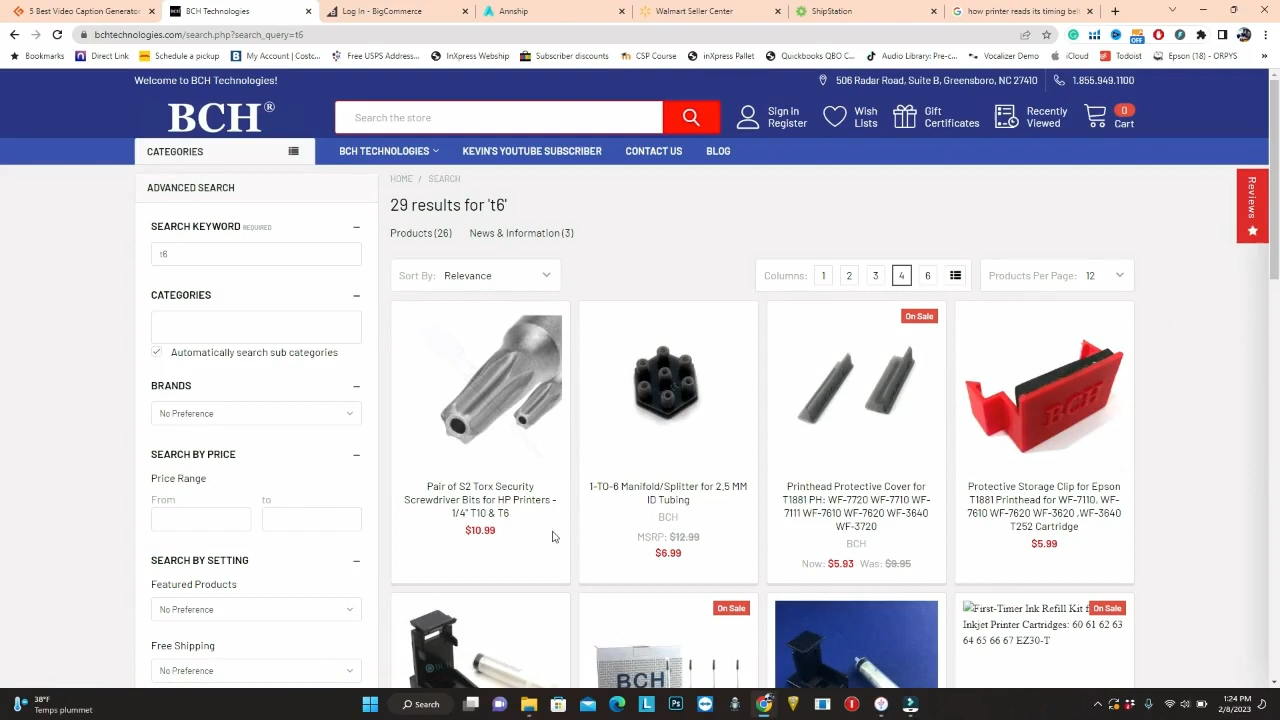 5 Best Video Caption Generator
BCH Technologies
Log In - BigCommerce
Annship
Walmart Seller Center
ShipStation
how printer reads its timing bel
bchtechnologies.com/search.php?search_query=t6
Bookmarks
Direct Link
Schedule a pickup
My Account | Costc...
Free USPS Address...
InXpress Webship
Subscriber discounts
CSP Course
inXpress Pallet
Quickbooks QBO C...
Audio Library: Pre-...
Vocalizer Demo
iCloud
Todoist
Epson (18) - ORPYS
Welcome to BCH Technologies!
506 Radar Road, Suite B, Greensboro, NC 27410
1.855.949.1100
BCH®
Search the store
Sign in
Register
Wish
Lists
Gift
Certificates
Recently
Viewed
0
Cart
CATEGORIES
BCH TECHNOLOGIES
KEVIN'S YOUTUBE SUBSCRIBER
CONTACT US
BLOG
Reviews
ADVANCED SEARCH
HOME / SEARCH
29 results for 't6'
Products (26)
News & Information (3)
SEARCH KEYWORD REQUIRED
t6
CATEGORIES
Automatically search sub categories
BRANDS
No Preference
SEARCH BY PRICE
Price Range
From
to
SEARCH BY SETTING
Featured Products
No Preference
Free Shipping
No Preference
Sort By: Relevance
Columns: 1 2 3 4 6
Products Per Page: 12
Pair of S2 Torx Security
Screwdriver Bits for HP Printers -
1/4" T10 & T6
$10.99
1-TO-6 Manifold/Splitter for 2,5 MM
ID Tubing
BCH
MSRP: $12.99
$6.99
On Sale
Printhead Protective Cover for
T1881 PH: WF-7720 WF-7710 WF-
7111 WF-7610 WF-7620 WF-3640
WF-3720
BCH
Now: $5.93 Was: $9.95
BCH
Protective Storage Clip for Epson
T1881 Printhead for WF-7110, WF-
7610 WF-7620 WF-3620 ,WF-3640
T252 Cartridge
$5.99
BCH
On Sale
BCH
On Sale
First-Timer Ink Refill Kit f
Inkjet Printer Cartridges: 60 61 62 63
64 65 66 67 EZ30-T
38°F
Temps plummet
Search
1:24 PM
2/8/2023